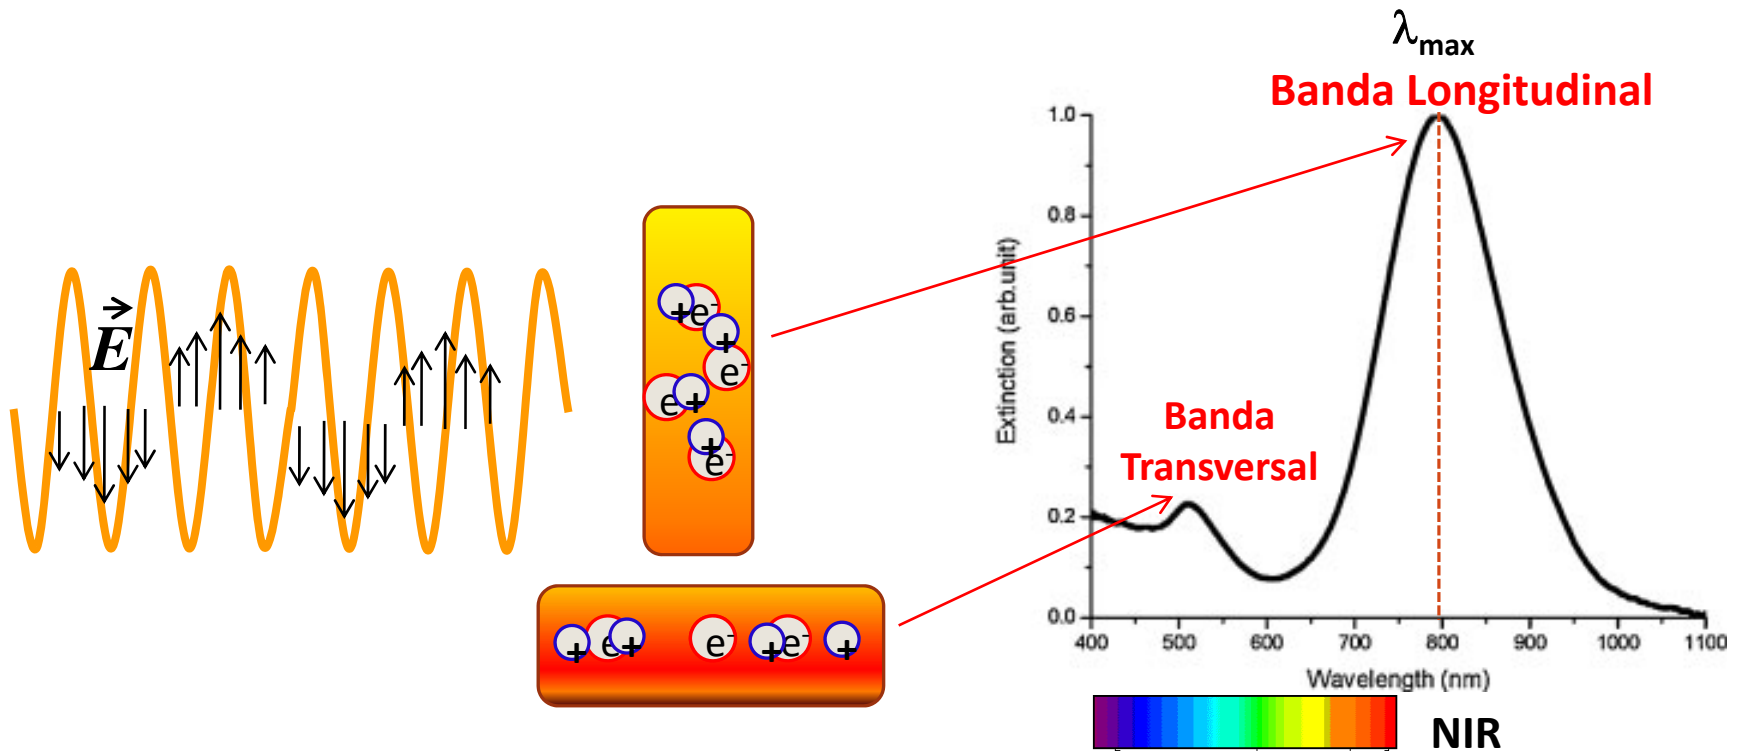 λmax
Banda Longitudinal
1.0
0.8
0.6
0.4
0.2
0.0
Extinction (arb.unit)
Banda
Transversal
400 500 600 700 800 900 1000 1100
Wavelength (nm)
NIR
E
+ e-
+
e-
e +
+
e-
+ e + e- + e- +